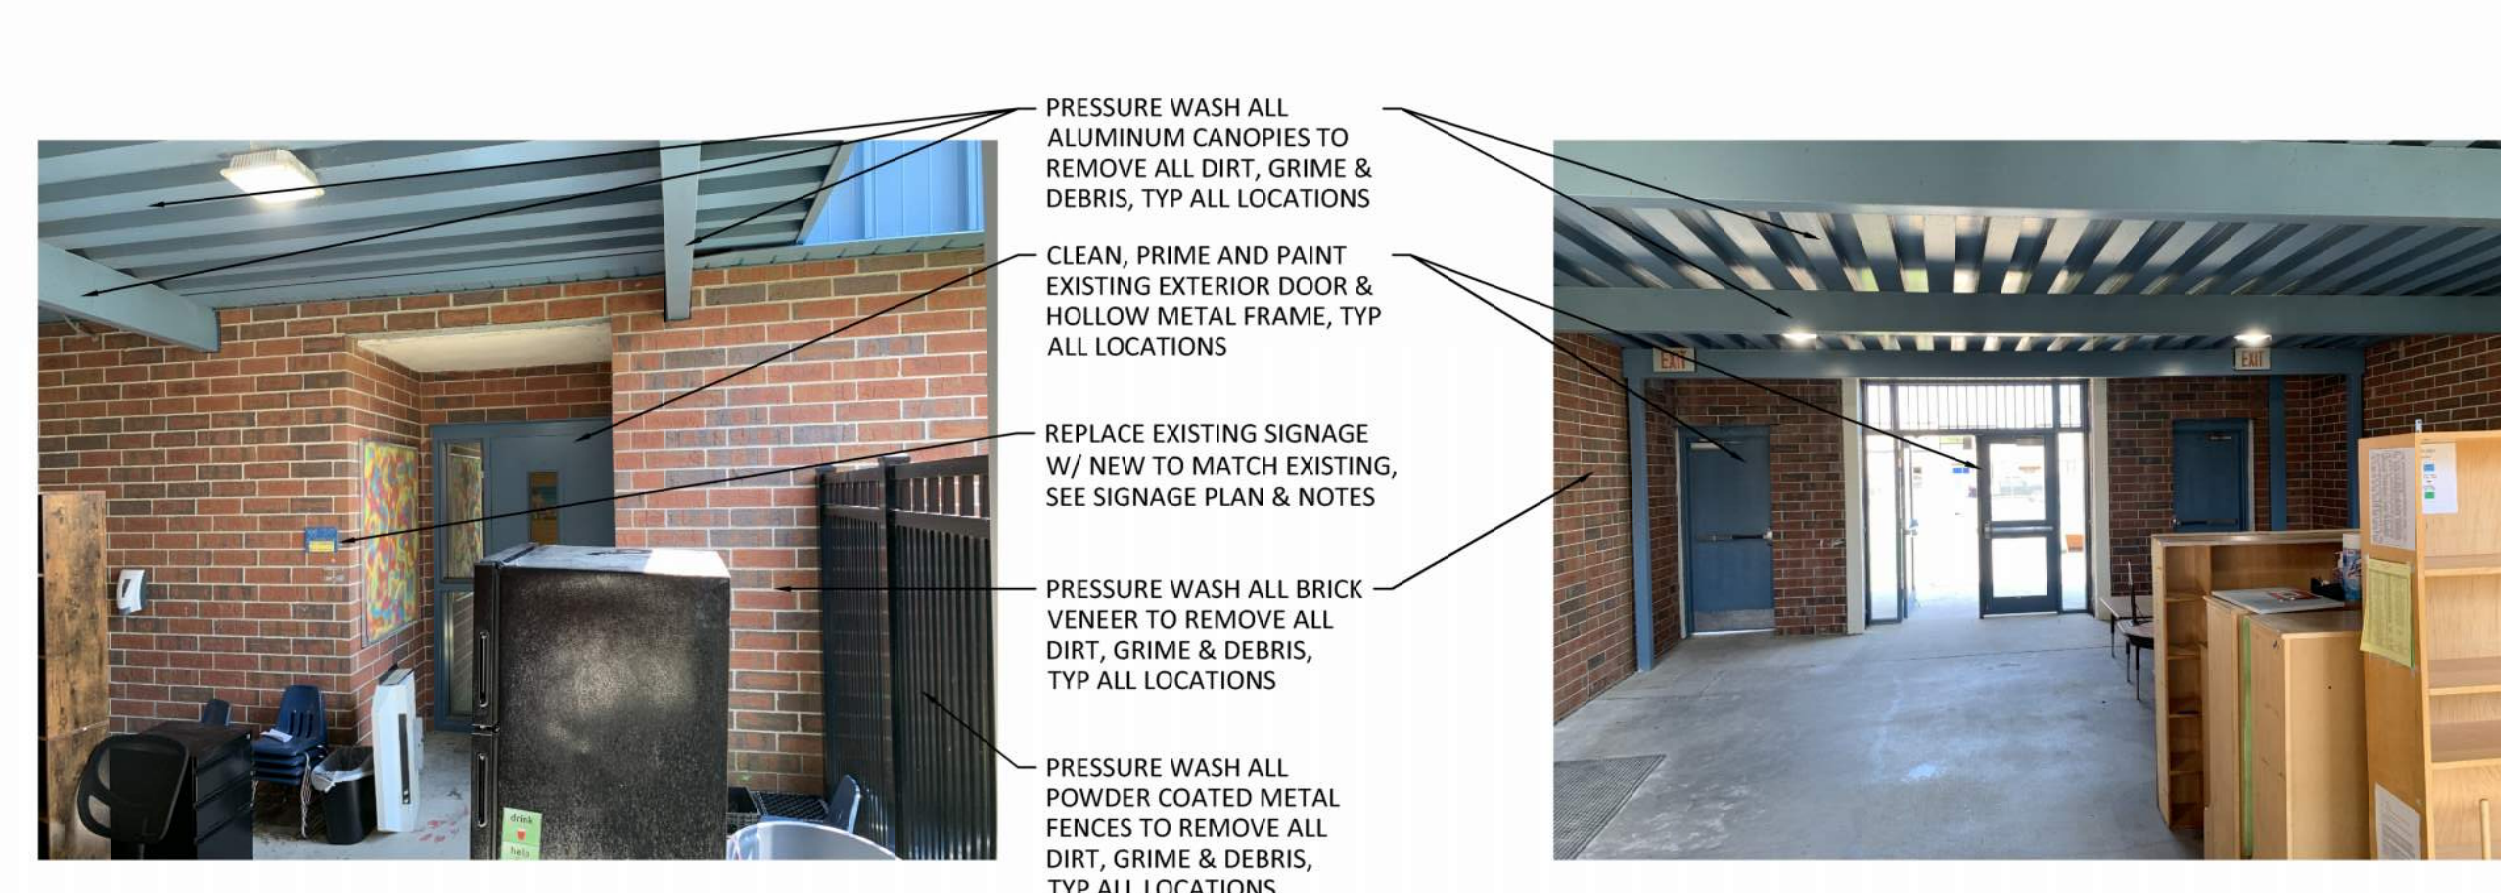 PRESSURE WASH ALL
ALUMINUM CANOPIES TO
REMOVE ALL DIRT, GRIME &
DEBRIS, TYP ALL LOCATIONS
CLEAN, PRIME AND PAINT
EXISTING EXTERIOR DOOR &
HOLLOW METAL FRAME, TYP
ALL LOCATIONS
REPLACE EXISTING SIGNAGE
W/ NEW TO MATCH EXISTING,
SEE SIGNAGE PLAN & NOTES
PRESSURE WASH ALL BRICK
VENEER TO REMOVE ALL
DIRT, GRIME & DEBRIS,
TYP ALL LOCATIONS
PRESSURE WASH ALL
POWDER COATED METAL
FENCES TO REMOVE ALL
DIRT, GRIME & DEBRIS,
TYP ALL LOCATIONS
drink
help
EXIT
EXIT